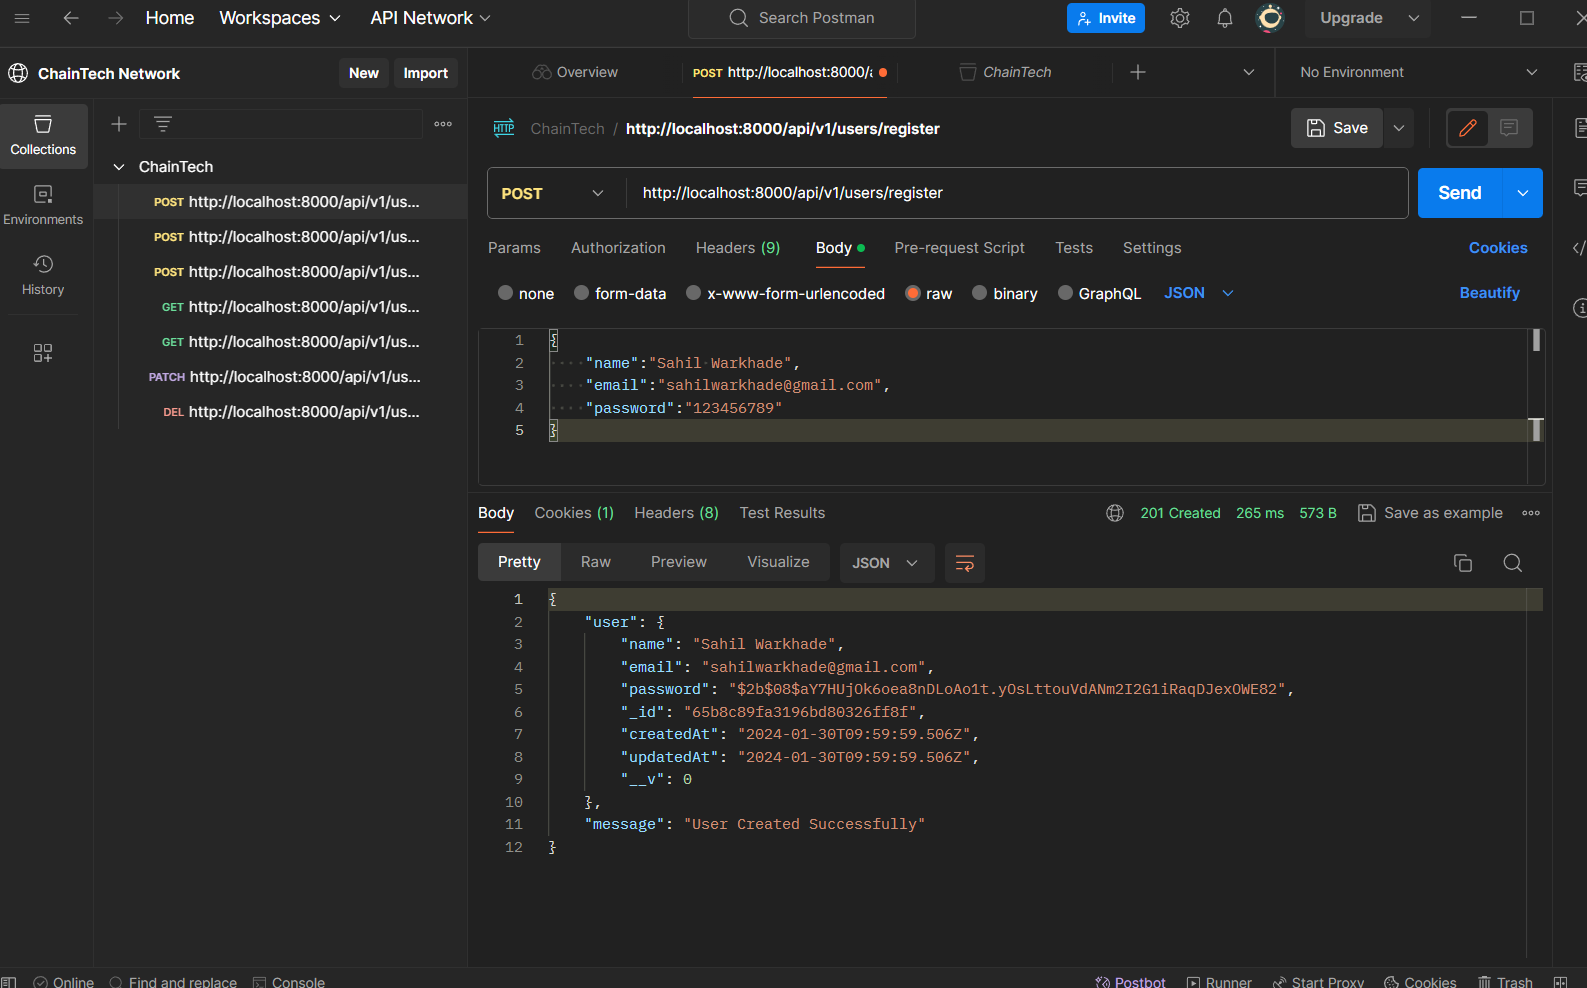 Home Workspaces API Network Search Postman Invite Upgrade
ChainTech Network New Import Overview POST http://localhost:8000/a ChainTech No Environment
Collections
ChainTech / http://localhost:8000/api/v1/users/register Save
ChainTech
POST http://localhost:8000/api/v1/users/register Send
POST http://localhost:8000/api/v1/us...
Environments
POST http://localhost:8000/api/v1/us...
Params Authorization Headers (9) Body Pre-request Script Tests Settings Cookies
POST http://localhost:8000/api/v1/us...
History
none form-data x-www-form-urlencoded raw binary GraphQL JSON Beautify
GET http://localhost:8000/api/v1/us...
GET http://localhost:8000/api/v1/us...
PATCH http://localhost:8000/api/v1/us...
DEL http://localhost:8000/api/v1/us...
1 {
2 "name":"Sahil Warkhade",
3 "email":"sahilwarkhade@gmail.com",
4 "password":"123456789"
5 }
Body Cookies (1) Headers (8) Test Results 201 Created 265 ms 573 B Save as example
Pretty Raw Preview Visualize JSON
1 {
2 "user": {
3 "name": "Sahil Warkhade",
4 "email": "sahilwarkhade@gmail.com",
5 "password": "$2b$08$aY7HUjOk6oea8nDLoAo1t.yOsLttouVdANm2I2G1iRaqDJexOWE82",
6 "_id": "65b8c89fa3196bd80326ff8f",
7 "createdAt": "2024-01-30T09:59:59.506Z",
8 "updatedAt": "2024-01-30T09:59:59.506Z",
9 "__v": 0
10 },
11 "message": "User Created Successfully"
12 }
Online Find and replace Console Postbot Runner Start Proxy Cookies Trash